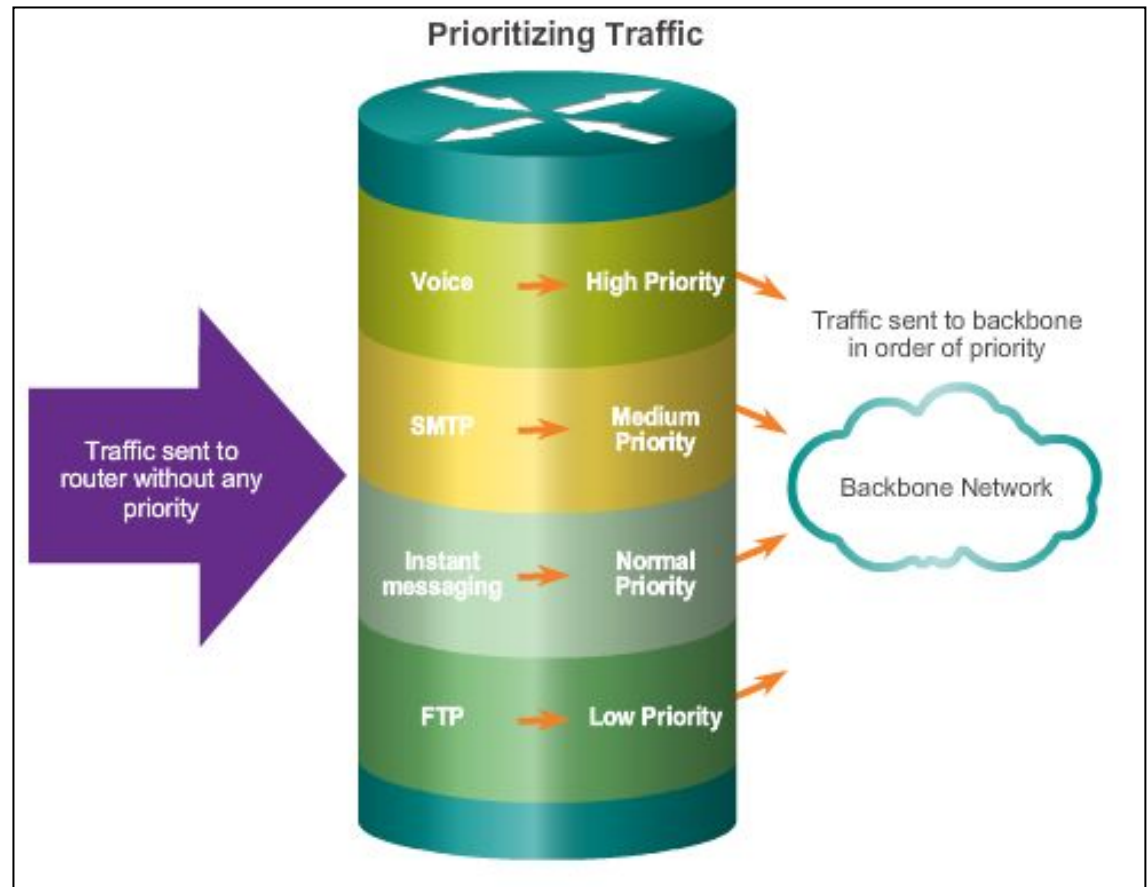 Prioritizing Traffic
Traffic sent to
router without any
priority
Voice
High Priority
SMTP
Medium
Priority
Instant
messaging
Normal
Priority
FTP
Low Priority
Traffic sent to backbone
in order of priority
Backbone Network